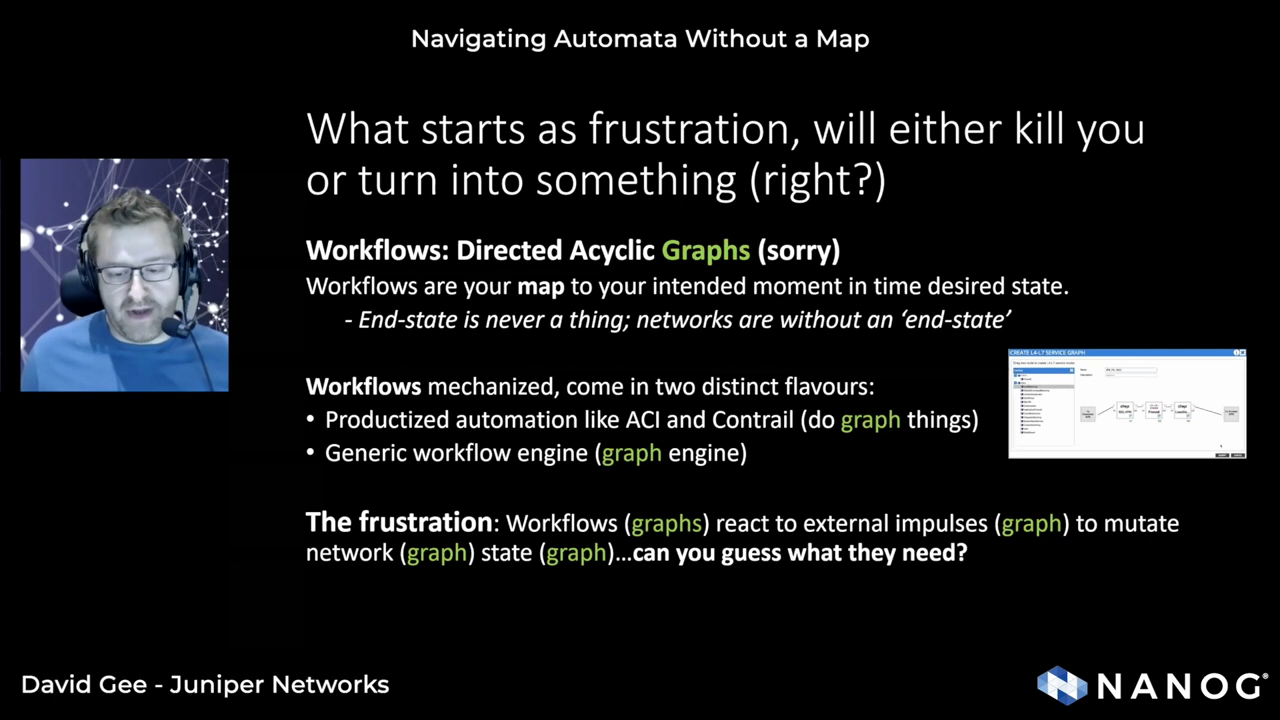 Navigating Automata Without a Map
What starts as frustration, will either kill you
or turn into something (right?)
Workflows: Directed Acyclic Graphs (sorry)
Workflows are your map to your intended moment in time desired state.
- End-state is never a thing; networks are without an ‘end-state’
Workflows mechanized, come in two distinct flavours:
• Productized automation like ACI and Contrail (do graph things)
• Generic workflow engine (graph engine)
CREATE L4-L7 SERVICE GRAPH
The frustration: Workflows (graphs) react to external impulses (graph) to mutate
network (graph) state (graph)...can you guess what they need?
David Gee - Juniper Networks
NANOG®